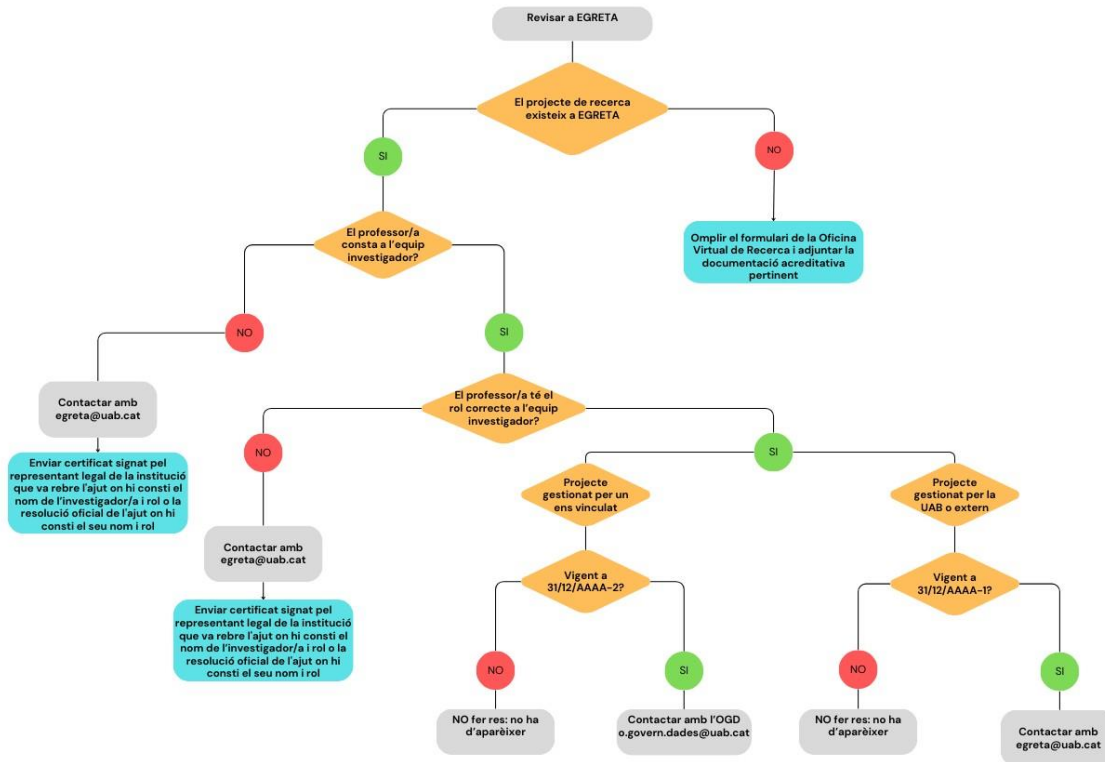 Revisar a EGRETA
El projecte de recerca
existeix a EGRETA
SI
NO
El professor/a
consta a l'equip
investigador?
Omplir el formulari de la Oficina
Virtual de Recerca i adjuntar la
documentació acreditativa
pertinent
NO
SI
Contactar amb
egreta@uab.cat
Enviar certificat signat pel
representant legal de la institució
que va rebre l'ajut on hi consti el
nom de l'investigador/a i rol o la
resolució oficial de l'ajut on hi
consti el seu nom i rol
El professor/a té el
rol correcte a l'equip
investigador?
NO
SI
Contactar amb
egreta@uab.cat
Enviar certificat signat pel
representant legal de la institució
que va rebre l'ajut on hi consti el
nom de l'investigador/a i rol o la
resolució oficial de l'ajut on hi
consti el seu nom i rol
Projecte
gestionat per un
ens vinculat
Projecte
gestionat per la
UAB o extern
Vigent a
31/12/AAAA-2?
Vigent a
31/12/AAAA-1?
NO
SI
NO
SI
NO fer res: no ha
d'aparèixer
Contactar amb l'OGD
o.govern.dades@uab.cat
NO fer res: no ha
d'aparèixer
Contactar amb
egreta@uab.cat